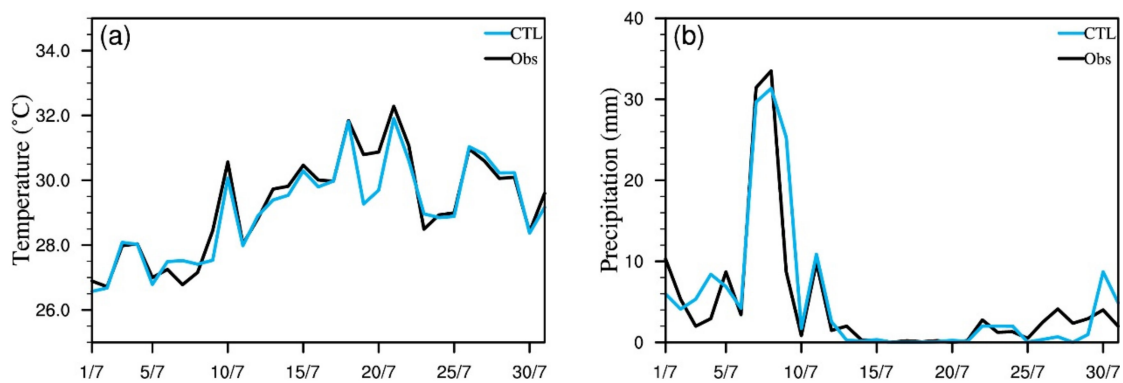 (a)
CTL
Obs
Temperature (°C)
34.0
32.0
30.0
28.0
26.0
1/7 5/7 10/7 15/7 20/7 25/7 30/7
(b)
CTL
Obs
Precipitation (mm)
40
30
20
10
0
1/7 5/7 10/7 15/7 20/7 25/7 30/7